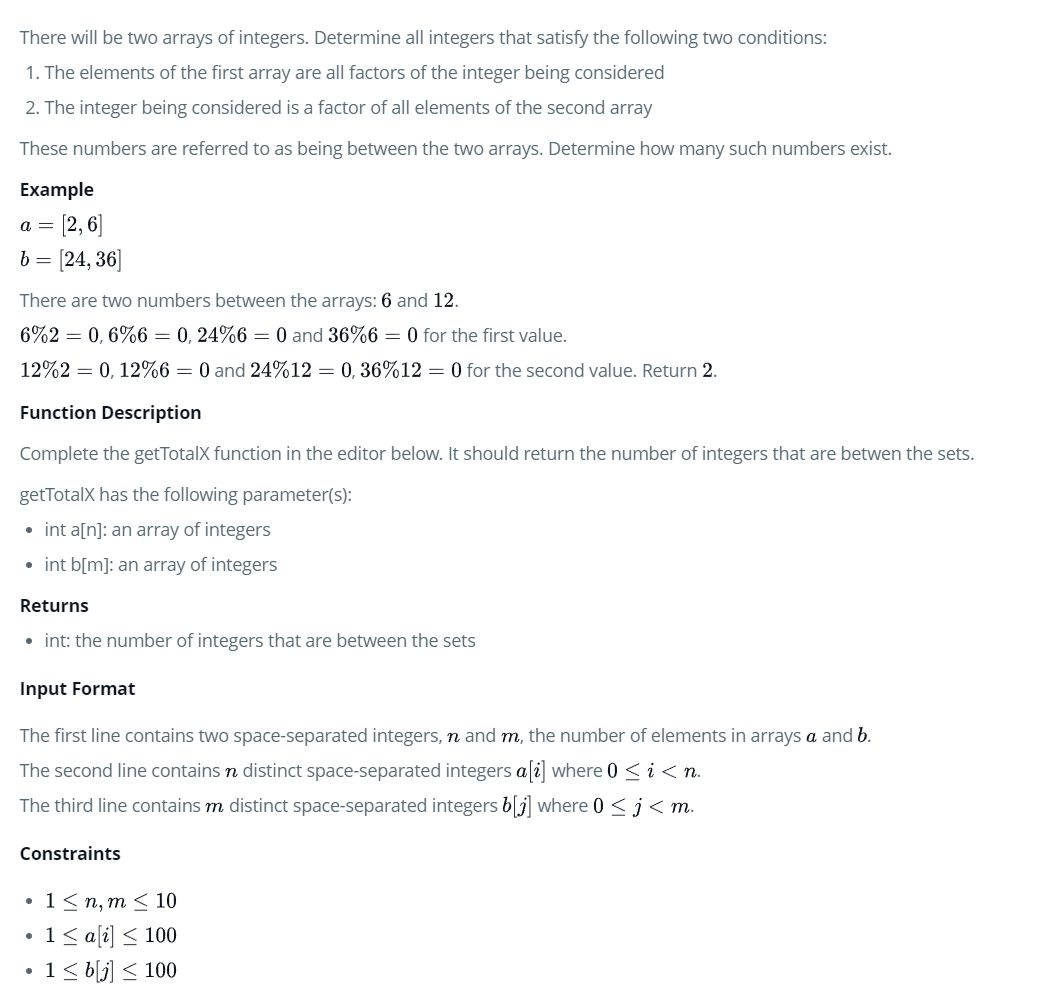 There will be two arrays of integers. Determine all integers that satisfy the following two conditions:
1. The elements of the first array are all factors of the integer being considered
2. The integer being considered is a factor of all elements of the second array
These numbers are referred to as being between the two arrays. Determine how many such numbers exist.
Example
a = [2, 6]
b = [24, 36]
There are two numbers between the arrays: 6 and 12.
6%2 = 0, 6%6 = 0, 24%6 = 0 and 36%6 = 0 for the first value.
12%2 = 0, 12%6 = 0 and 24%12 = 0, 36%12 = 0 for the second value. Return 2.
Function Description
Complete the getTotalX function in the editor below. It should return the number of integers that are betwen the sets.
getTotalX has the following parameter(s):
• int a[n]: an array of integers
• int b[m]: an array of integers
Returns
• int: the number of integers that are between the sets
Input Format
The first line contains two space-separated integers, n and m, the number of elements in arrays a and b.
The second line contains n distinct space-separated integers a[i] where 0 ≤ i < n.
The third line contains m distinct space-separated integers b[j] where 0 ≤ j < m.
Constraints
• 1 ≤ n, m ≤ 10
• 1 ≤ a[i] ≤ 100
• 1 ≤ b[j] ≤ 100